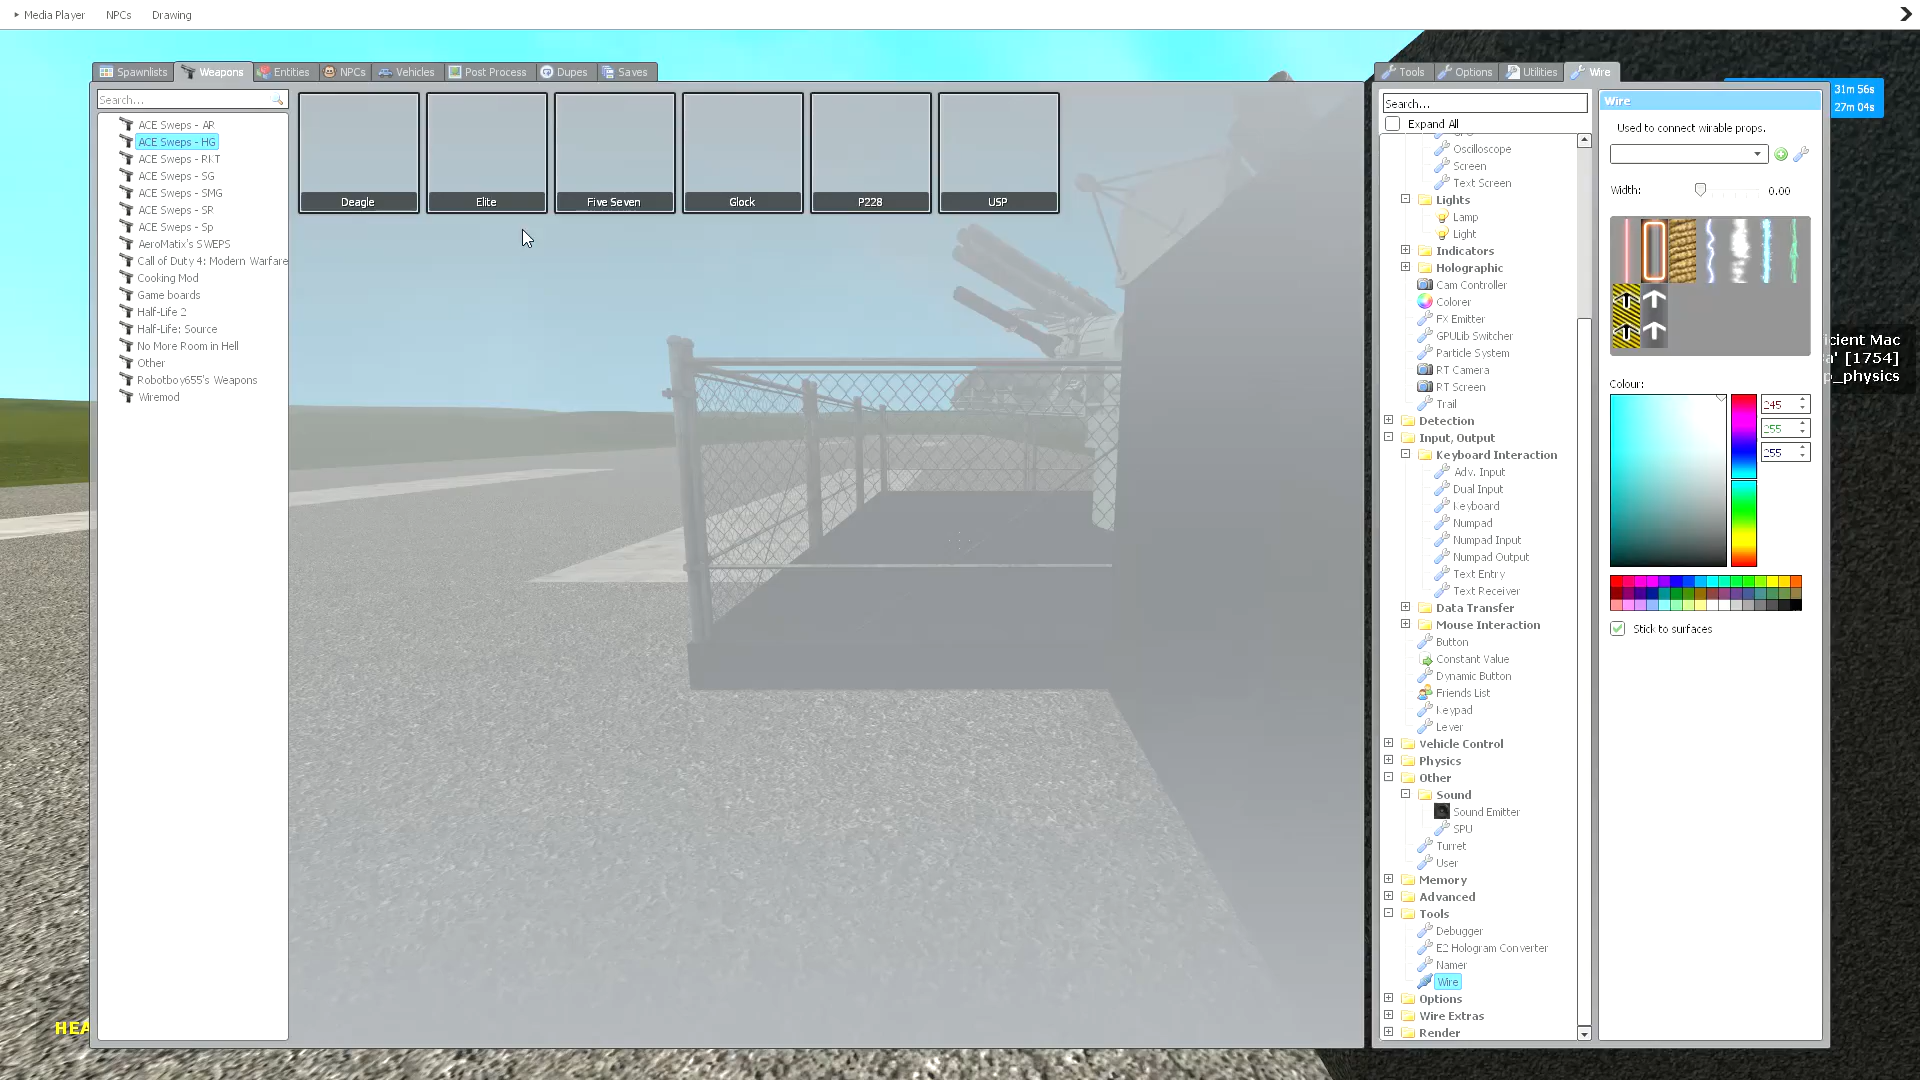 Media Player NPCs Drawing
Spawnlists Weapons Entities NPCs Vehicles Post Process Dupes Saves
Search...
ACE Sweps - AR
ACE Sweps - HG
ACE Sweps - RKT
ACE Sweps - SG
ACE Sweps - SMG
ACE Sweps - SR
ACE Sweps - Sp
AeroMatix's SWEPS
Call of Duty 4: Modern Warfare
Cooking Mod
Game boards
Half-Life 2
Half-Life: Source
No More Room in Hell
Other
Robotboy655's Weapons
Wiremod
Deagle Elite Five Seven Glock P228 USP
HEA
Tools Options Utilities Wire
Search...
Expand All
Oscilloscope
Screen
Text Screen
Lights
Lamp
Light
Indicators
Holographic
Cam Controller
Colorer
FX Emitter
GPULib Switcher
Particle System
RT Camera
RT Screen
Trail
Detection
Input, Output
Keyboard Interaction
Adv. Input
Dual Input
Keyboard
Numpad
Numpad Input
Numpad Output
Text Entry
Text Receiver
Data Transfer
Mouse Interaction
Button
Constant Value
Dynamic Button
Friends List
Keypad
Lever
Vehicle Control
Physics
Other
Sound
Sound Emitter
SPU
Turret
User
Memory
Advanced
Tools
Debugger
E2 Hologram Converter
Namer
Wire
Options
Wire Extras
Render
Wire
Used to connect wirable props.
Width: 0.00
Colour:
245
255
255
Stick to surfaces
31m 56s
27m 04s
icient Mac
a' [1754]
p_physics